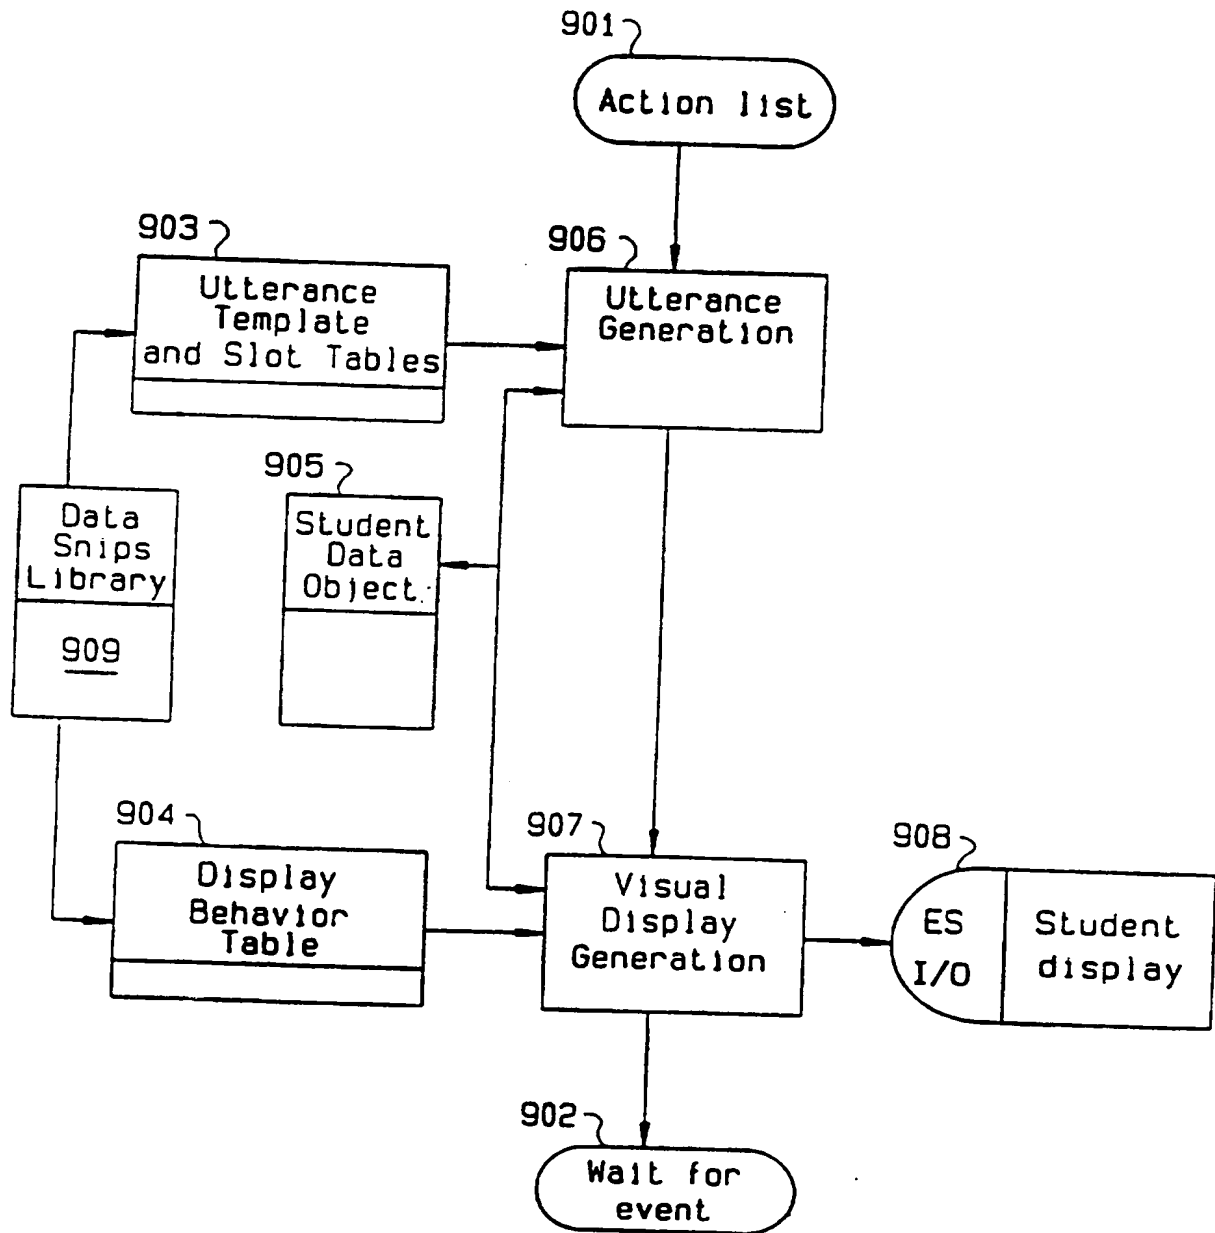 901
Action list
903
Utterance
Template
and Slot Tables
906
Utterance
Generation
905
Student
Data
Object.
Data
Snips
Library
909
904
Display
Behavior
Table
907
Visual
Display
Generation
908
ES
I/O
Student
display
902
Wait for
event